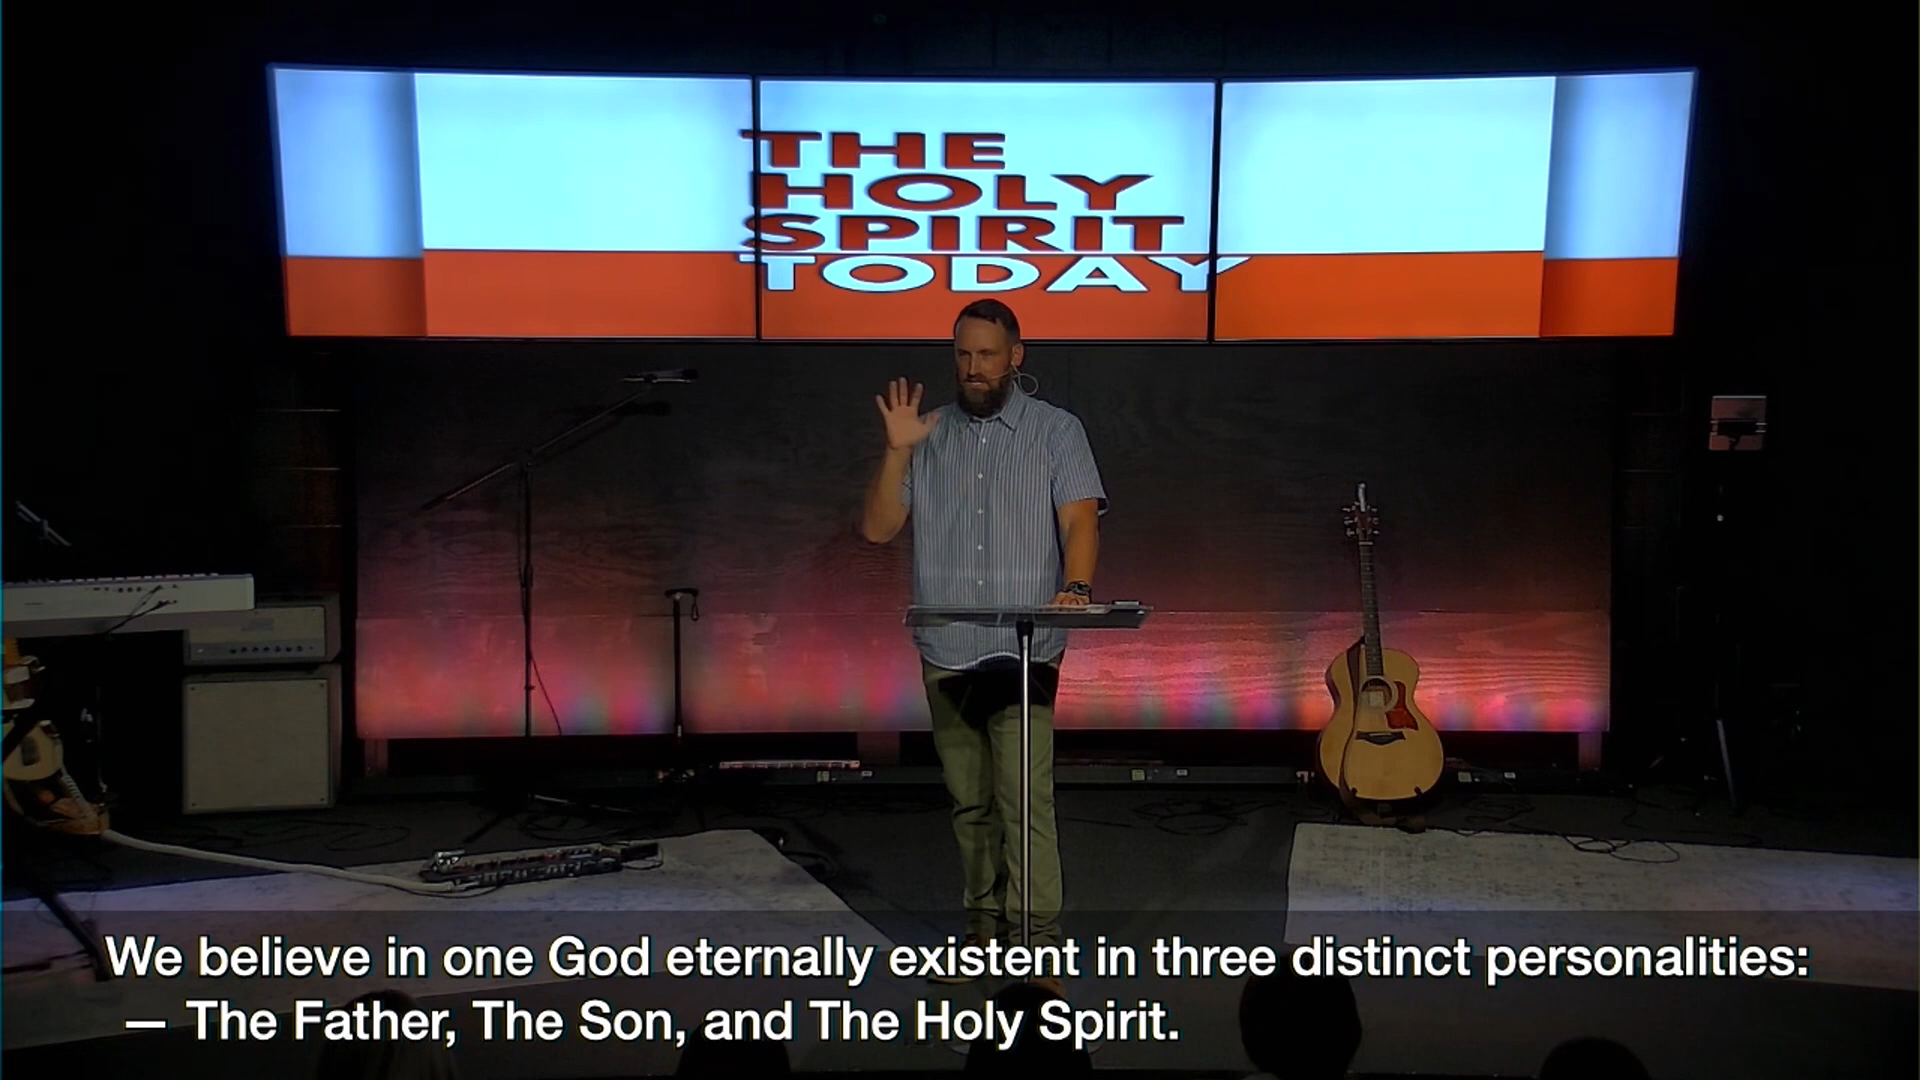 THE
HOLY
SPIRIT
TODAY
We believe in one God eternally existent in three distinct personalities:
— The Father, The Son, and The Holy Spirit.